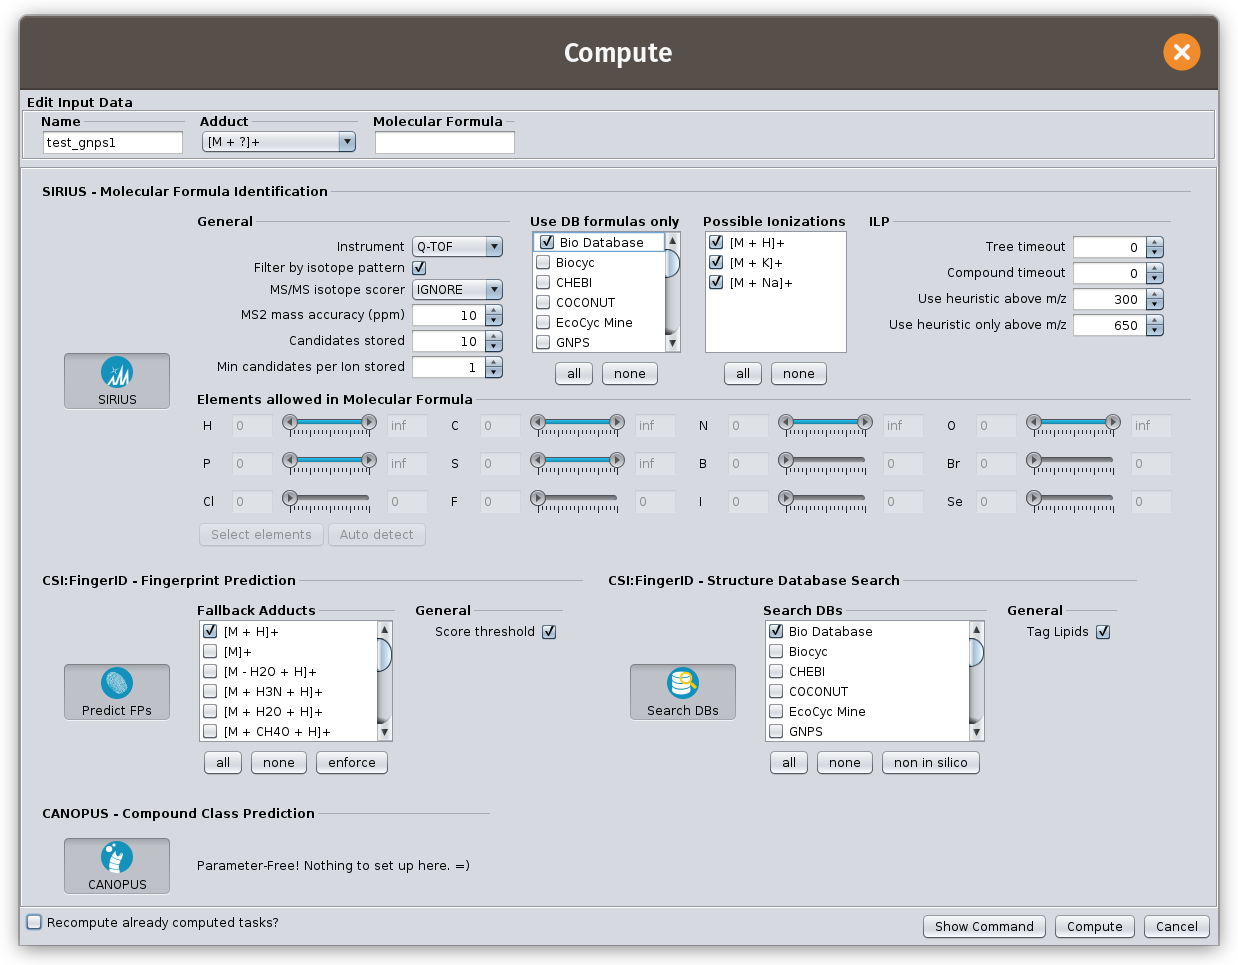 Compute
Edit Input Data
Name Adduct Molecular Formula
test_gnps1 [M + ?]+
SIRIUS - Molecular Formula Identification
General Use DB formulas only Possible Ionizations ILP
Instrument Q-TOF Bio Database [M + H]+ Tree timeout 0
Filter by isotope pattern Biocyc [M + K]+ Compound timeout 0
MS/MS isotope scorer IGNORE CHEBI [M + Na]+ Use heuristic above m/z 300
MS2 mass accuracy (ppm) 10 COCONUT Use heuristic only above m/z 650
Candidates stored 10 EcoCyc Mine
Min candidates per Ion stored 1 GNPS
all none all none
SIRIUS
Elements allowed in Molecular Formula
H 0 inf C 0 inf N 0 inf O 0 inf
P 0 inf S 0 inf B 0 0 Br 0 0
Cl 0 0 F 0 0 I 0 0 Se 0 0
Select elements Auto detect
CSI:FingerID - Fingerprint Prediction CSI:FingerID - Structure Database Search
Fallback Adducts General Search DBs General
[M + H]+ Score threshold Bio Database Tag Lipids
[M]+ Biocyc
[M - H2O + H]+ CHEBI
[M + H3N + H]+ COCONUT
Predict FPs [M + H2O + H]+ Search DBs EcoCyc Mine
[M + CH4O + H]+ GNPS
all none enforce all none non in silico
CANOPUS - Compound Class Prediction
CANOPUS Parameter-Free! Nothing to set up here. =)
Recompute already computed tasks? Show Command Compute Cancel